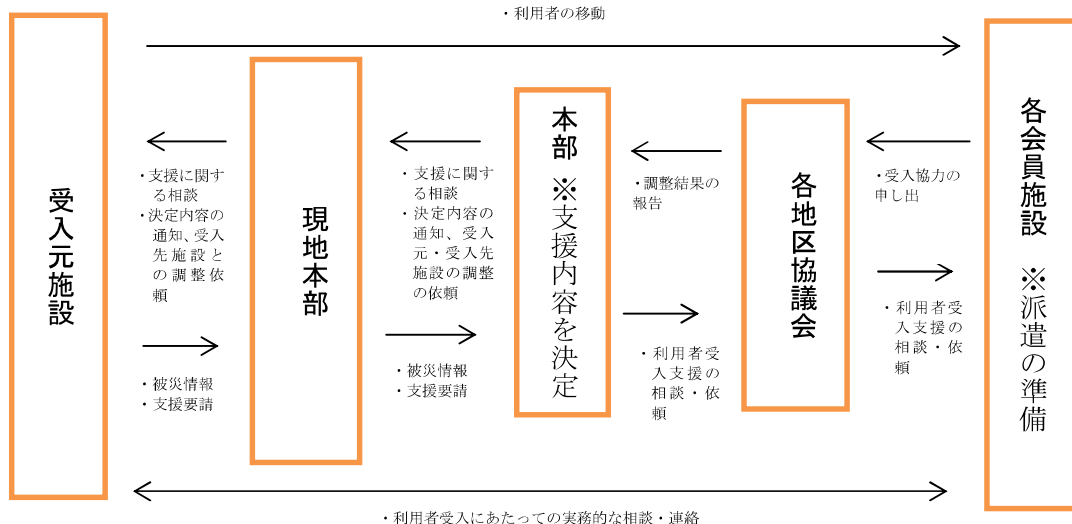 ・利用者の移動
受入元施設
・支援に関す
る相談
・決定内容の
通知、受入
先施設と
の調整依
頼
・被災情報
・支援要請
現地本部
・支援に関す
る相談
・決定内容の
通知、受入
元・受入先
施設の調整
の依頼
・被災情報
・支援要請
本部 ※支援内容を決定
・調整結果の
報告
・利用者受
入支援の
相談・依
頼
各地区協議会
・受入協力の
申し出
・利用者受
入支援の
相談・依頼
各会員施設 ※派遣の準備
・利用者受入にあたっての実務的な相談・連絡